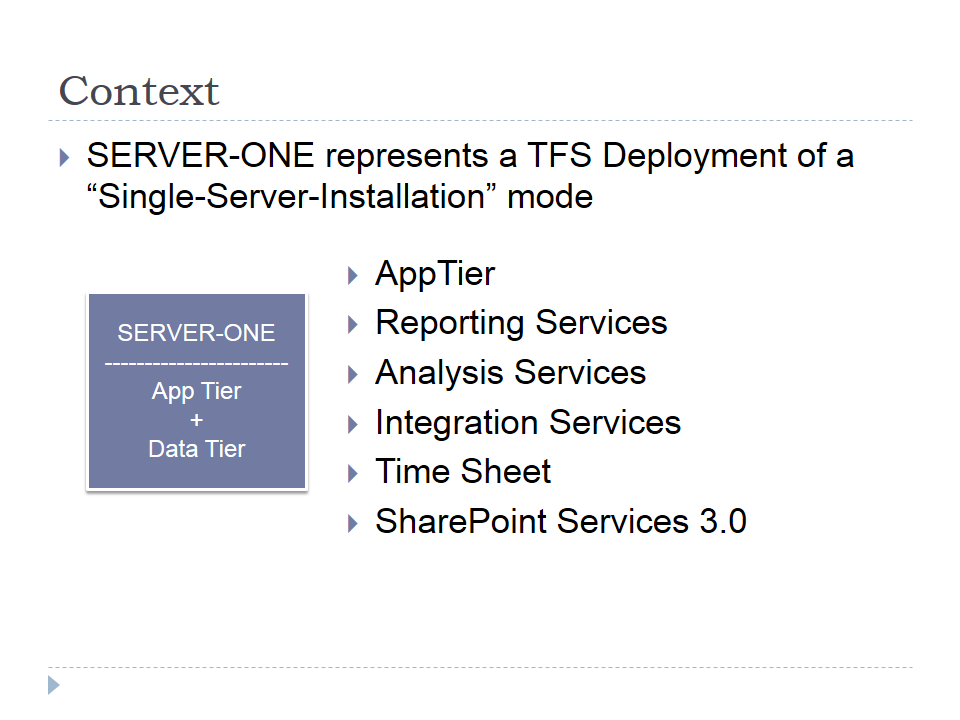 Context
SERVER-ONE represents a TFS Deployment of a
“Single-Server-Installation” mode
SERVER-ONE
-----------------------
App Tier
+
Data Tier
AppTier
Reporting Services
Analysis Services
Integration Services
Time Sheet
SharePoint Services 3.0